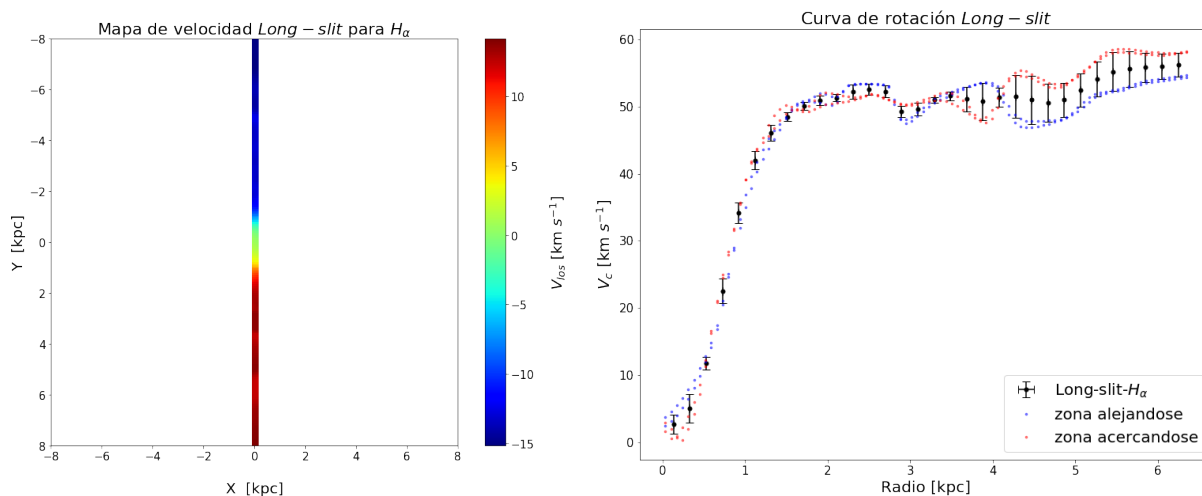 Mapa de velocidad Long − slit para Hα
−8
−6
−4
−2
0
2
4
6
8
Y [kpc]
−8 −6 −4 −2 0 2 4 6 8
X [kpc]
10
5
0
−5
−10
−15
Vlos [km s⁻¹]
Curva de rotación Long − slit
60
50
40
30
20
10
0
Vc [km s⁻¹]
0 1 2 3 4 5 6
Radio [kpc]
Long-slit-Hα
zona alejandose
zona acercandose